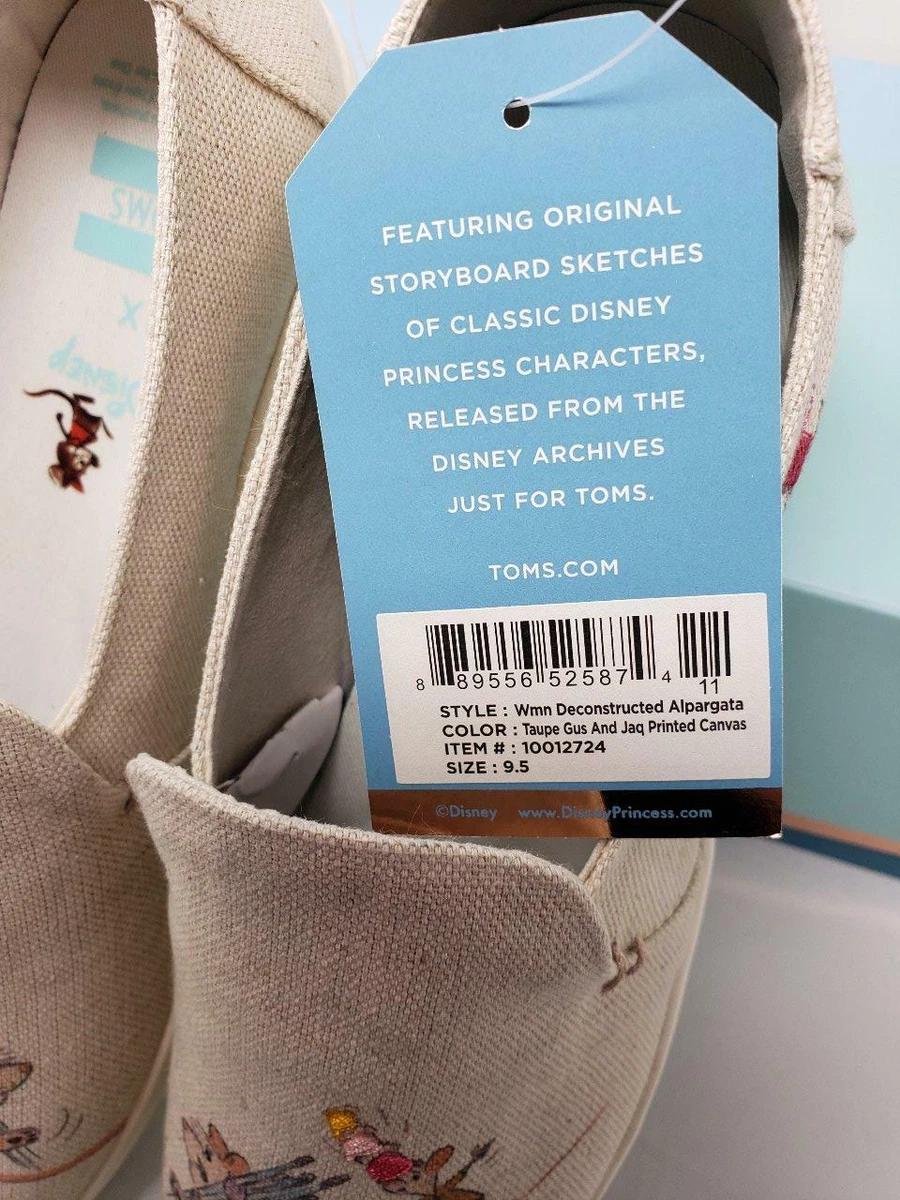 FEATURING ORIGINAL
STORYBOARD SKETCHES
OF CLASSIC DISNEY
PRINCESS CHARACTERS,
RELEASED FROM THE
DISNEY ARCHIVES
JUST FOR TOMS.
TOMS.COM
8 89556 52587 4 11
STYLE : Wmn Deconstructed Alpargata
COLOR : Taupe Gus And Jaq Printed Canvas
ITEM # : 10012724
SIZE : 9.5
©Disney www.DisneyPrincess.com
X
Disney